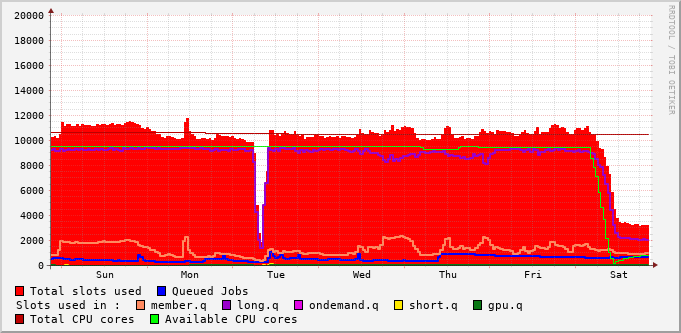 RRDTOOL / TOBI OETIKER
20000
18000
16000
14000
12000
10000
8000
6000
4000
2000
0
Sun Mon Tue Wed Thu Fri Sat
Total slots used Queued Jobs
Slots used in : member.q long.q ondemand.q short.q gpu.q
Total CPU cores Available CPU cores